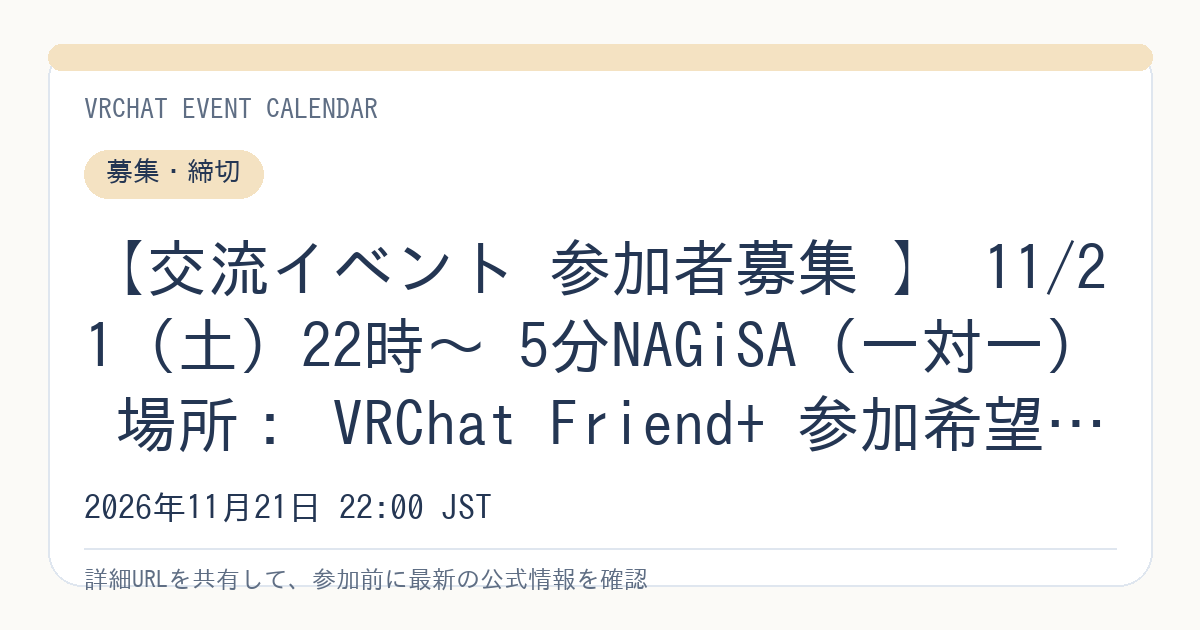 VRCHAT EVENT CALENDAR
募集・締切
【交流イベント 参加者募集 】 11/2
1（土）22時～ 5分NAGiSA（一対一）
場所： VRChat Friend+ 参加希望…
2026年11月21日 22:00 JST
詳細URLを共有して、参加前に最新の公式情報を確認